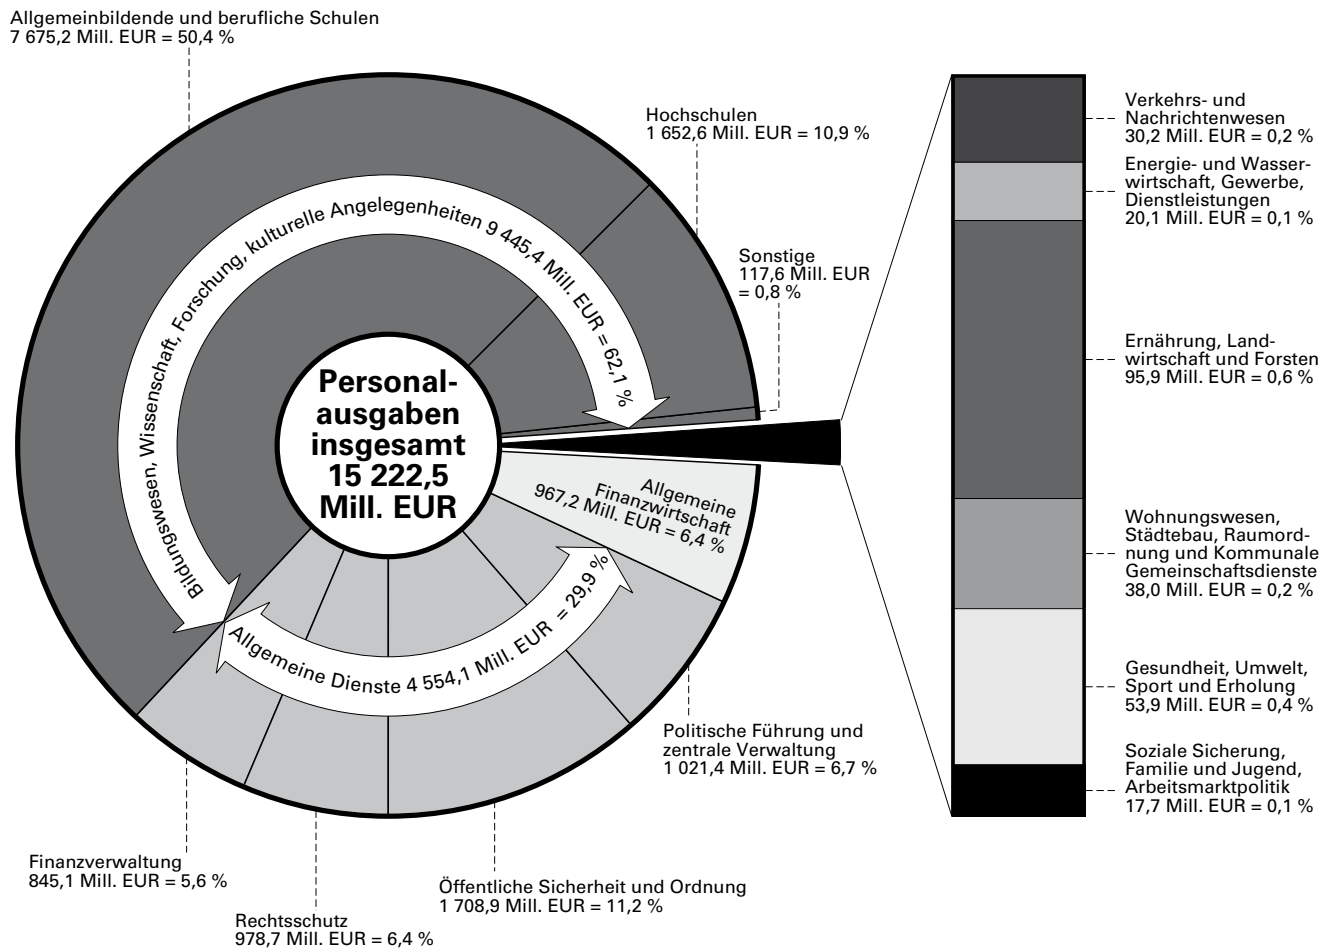 Allgemeinbildende und berufliche Schulen
7 675,2 Mill. EUR = 50,4 %
Hochschulen
1 652,6 Mill. EUR = 10,9 %
Sonstige
117,6 Mill. EUR
= 0,8 %
Bildungswesen, Wissenschaft, Forschung, kulturelle Angelegenheiten 9 445,4 Mill. EUR = 62,1 %
Personal-
ausgaben
insgesamt
15 222,5
Mill. EUR
Allgemeine
Finanzwirtschaft
967,2 Mill. EUR = 6,4 %
Allgemeine Dienste 4 554,1 Mill. EUR = 29,9 %
Politische Führung und
zentrale Verwaltung
1 021,4 Mill. EUR = 6,7 %
Finanzverwaltung
845,1 Mill. EUR = 5,6 %
Rechtsschutz
978,7 Mill. EUR = 6,4 %
Öffentliche Sicherheit und Ordnung
1 708,9 Mill. EUR = 11,2 %
Verkehrs- und
Nachrichtenwesen
30,2 Mill. EUR = 0,2 %
Energie- und Wasser-
wirtschaft, Gewerbe,
Dienstleistungen
20,1 Mill. EUR = 0,1 %
Ernährung, Land-
wirtschaft und Forsten
95,9 Mill. EUR = 0,6 %
Wohnungswesen,
Städtebau, Raumord-
nung und Kommunale
Gemeinschaftsdienste
38,0 Mill. EUR = 0,2 %
Gesundheit, Umwelt,
Sport und Erholung
53,9 Mill. EUR = 0,4 %
Soziale Sicherung,
Familie und Jugend,
Arbeitsmarktpolitik
17,7 Mill. EUR = 0,1 %